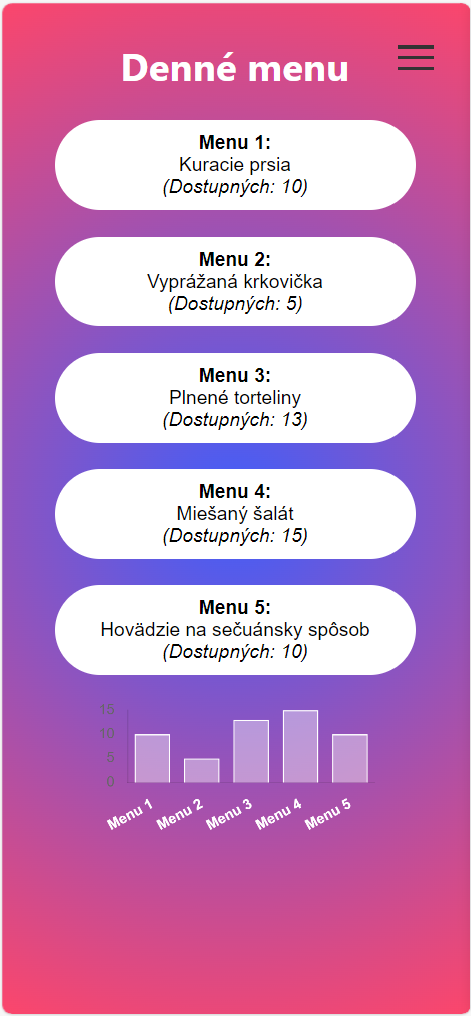 Denné menu
Menu 1:
Kuracie prsia
(Dostupných: 10)
Menu 2:
Vyprážaná krkovička
(Dostupných: 5)
Menu 3:
Plnené torteliny
(Dostupných: 13)
Menu 4:
Miešaný šalát
(Dostupných: 15)
Menu 5:
Hovädzie na sečuánsky spôsob
(Dostupných: 10)
15
10
5
0
Menu 1 Menu 2 Menu 3 Menu 4 Menu 5